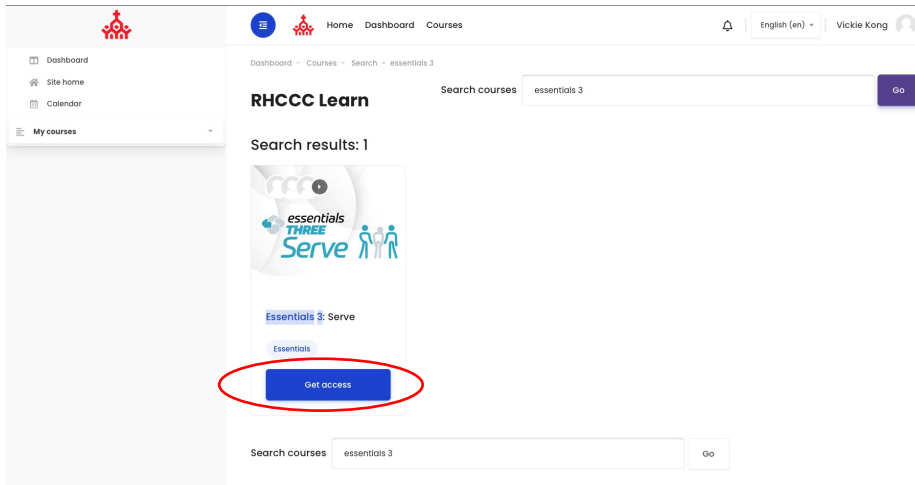 Home Dashboard Courses
English (en)
Vickie Kong
Dashboard
Site home
Calendar
My courses
Dashboard - Courses - Search - essentials 3
RHCCC Learn
Search courses essentials 3 Go
Search results: 1
essentials
THREE
Serve
Essentials 3: Serve
Essentials
Get access
Search courses essentials 3 Go